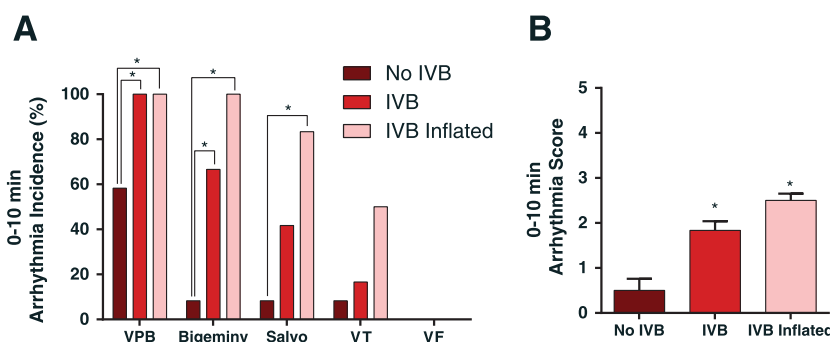 A
B
No IVB
IVB
IVB Inflated
0-10 min
Arrhythmia Incidence (%)
100
80
60
40
20
0
* * * * *
VPB Bigeminy Salvo VT VF
0-10 min
Arrhythmia Score
5
4
3
2
1
0
* *
No IVB IVB IVB Inflated